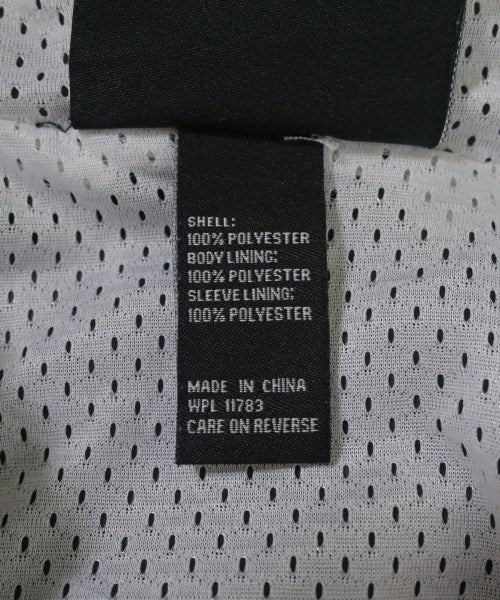 SHELL:
100% POLYESTER
BODY LINING:
100% POLYESTER
SLEEVE LINING:
100% POLYESTER
MADE IN CHINA
WPL 11783
CARE ON REVERSE